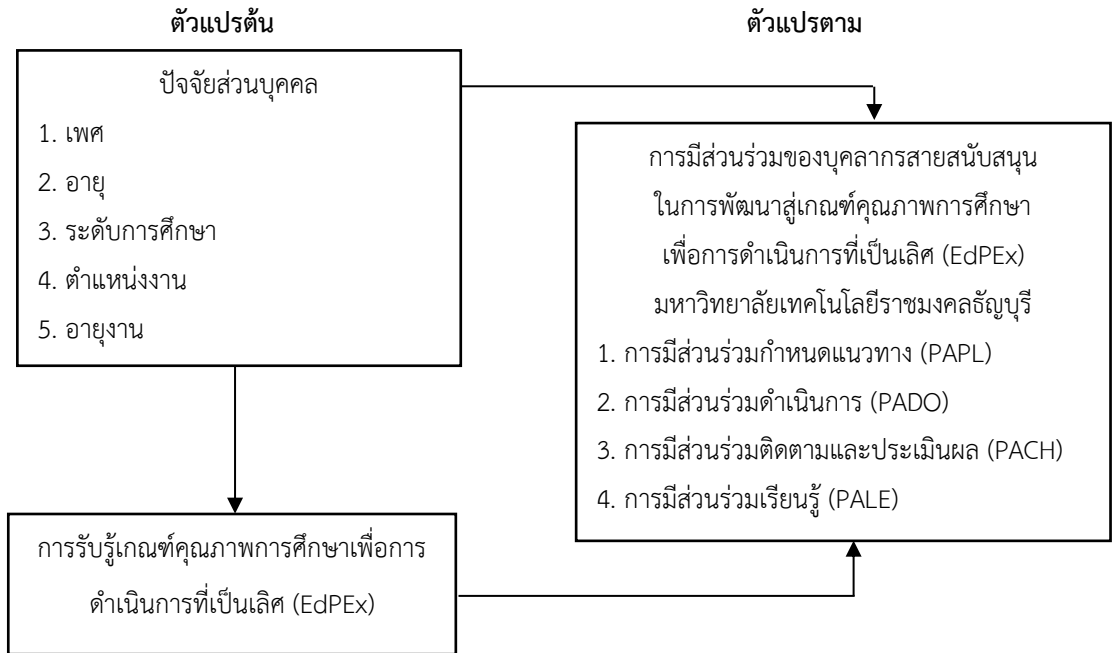 ตัวแปรต้น
ปัจจัยส่วนบุคคล
1. เพศ
2. อายุ
3. ระดับการศึกษา
4. ตำแหน่งงาน
5. อายุงาน
การรับรู้เกณฑ์คุณภาพการศึกษาเพื่อการ
ดำเนินการที่เป็นเลิศ (EdPEx)
ตัวแปรตาม
การมีส่วนร่วมของบุคลากรสายสนับสนุน
ในการพัฒนาสู่เกณฑ์คุณภาพการศึกษา
เพื่อการดำเนินการที่เป็นเลิศ (EdPEx)
มหาวิทยาลัยเทคโนโลยีราชมงคลธัญบุรี
1. การมีส่วนร่วมกำหนดแนวทาง (PAPL)
2. การมีส่วนร่วมดำเนินการ (PADO)
3. การมีส่วนร่วมติดตามและประเมินผล (PACH)
4. การมีส่วนร่วมเรียนรู้ (PALE)